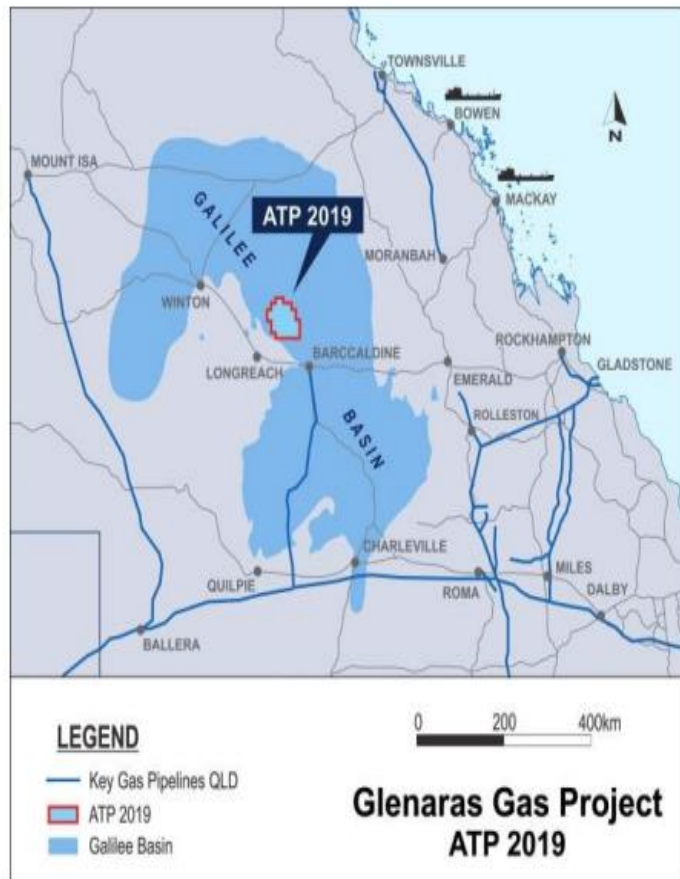 TOWNSVILLE
BOWEN
N
MOUNT ISA
MACKAY
GALILEE
ATP 2019
MORANBAH
WINTON
ROCKHAMPTON
BARCCALDINE
GLADSTONE
LONGREACH
EMERALD
ROLLESTON
BASIN
CHARLEVILLE
QUILPIE
ROMA
MILES
DALBY
BALLERA
LEGEND
Key Gas Pipelines QLD
ATP 2019
Galilee Basin
0 200 400km
Glenaras Gas Project
ATP 2019